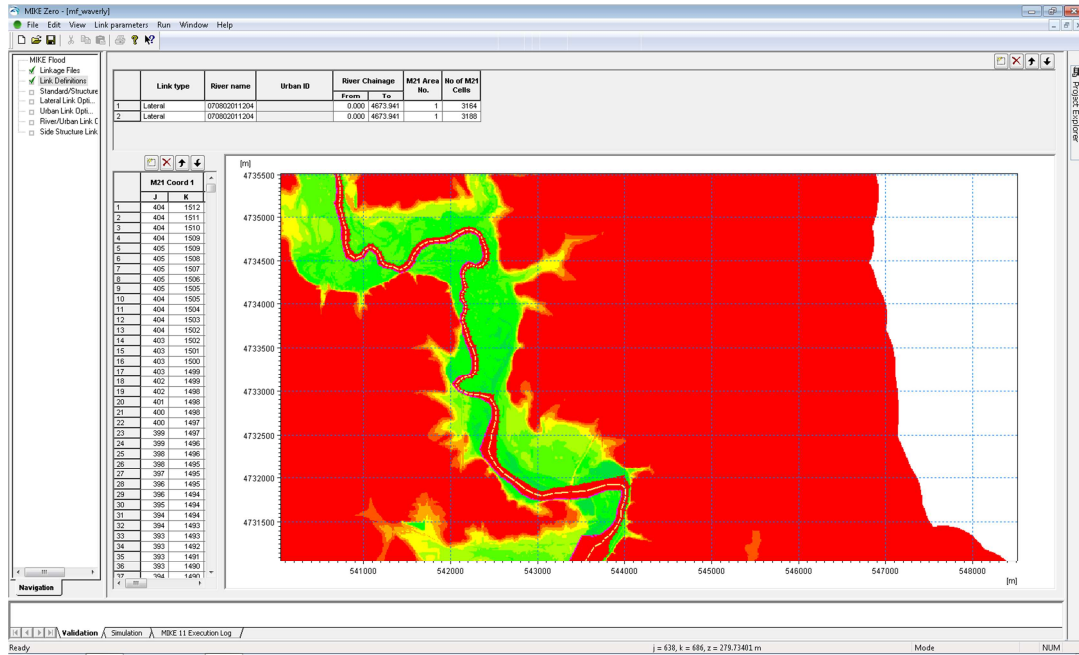 MIKE Zero - [mf_waverly]
File Edit View Link parameters Run Window Help
MIKE Flood
Linkage Files
Link Definitions
Standard/Structure
Lateral Link Opti...
Urban Link Opti...
River/Urban Link C
Side Structure Link
Link type River name Urban ID River Chainage M21 Area No. No of M21 Cells
From To
1 Lateral 070802011204 0.000 4673.941 1 3164
2 Lateral 070802011204 0.000 4673.941 1 3188
M21 Coord 1
J K
1 404 1512
2 404 1511
3 404 1510
4 404 1509
5 405 1509
6 405 1508
7 405 1507
8 405 1506
9 405 1505
10 404 1505
11 404 1504
12 404 1503
13 404 1502
14 403 1502
15 403 1501
16 403 1500
17 403 1499
18 402 1499
19 402 1498
20 401 1498
21 400 1498
22 400 1497
23 399 1497
24 399 1496
25 398 1496
26 398 1495
27 397 1495
28 396 1495
29 396 1494
30 395 1494
31 394 1494
32 394 1493
33 393 1493
34 393 1492
35 393 1491
36 393 1490
37 394 1490
[m]
4735500
4735000
4734500
4734000
4733500
4733000
4732500
4732000
4731500
541000 542000 543000 544000 545000 546000 547000 548000
[m]
Project Explorer
Navigation
Validation Simulation MIKE 11 Execution Log
Ready j = 638, k = 686, z = 279.73401 m Mode NUM